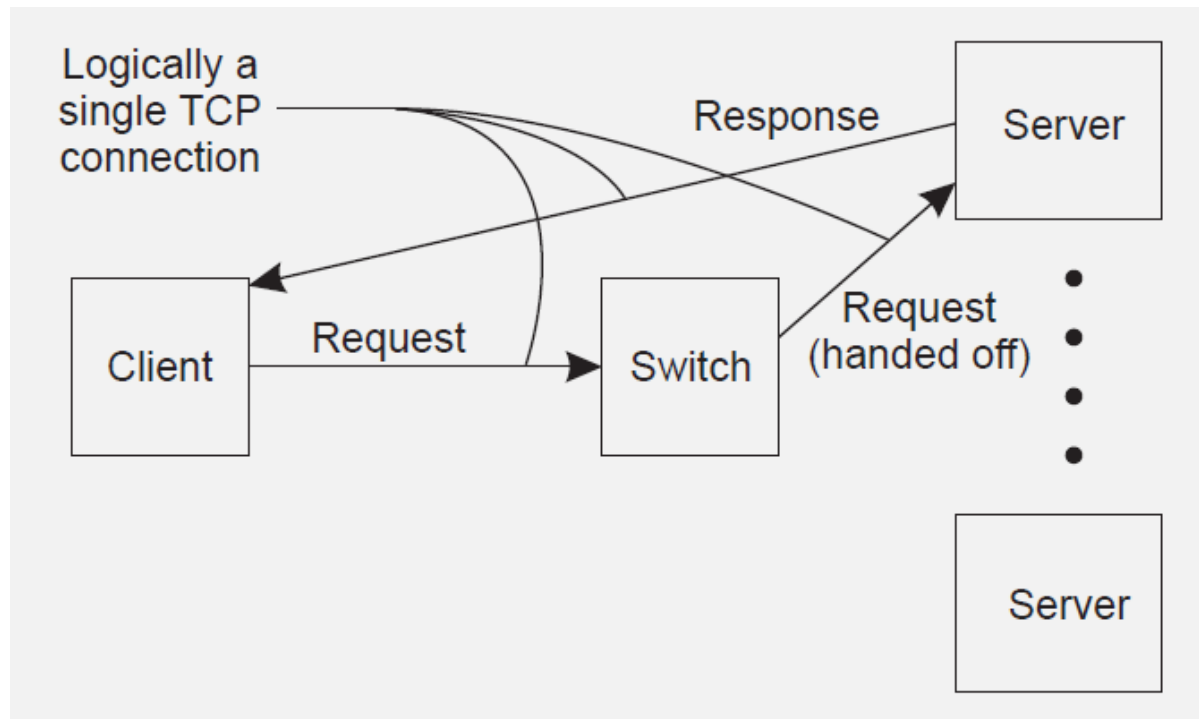 Logically a
single TCP
connection
Response
Server
Client
Request
Switch
Request
(handed off)
Server